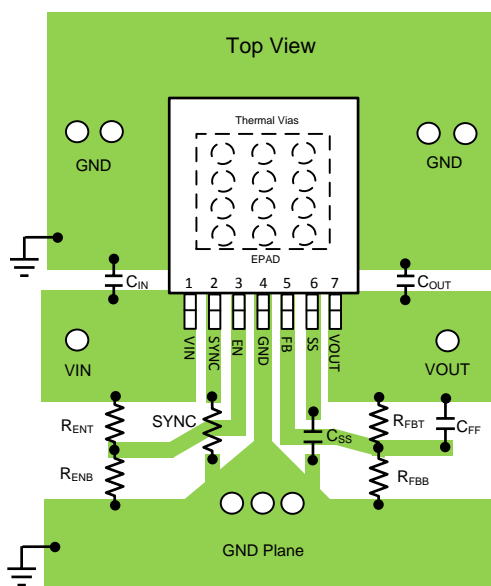 Top View
Thermal Vias
GND
GND
EPAD
1 2 3 4 5 6 7
CIN
COUT
VIN
SYNC
EN
GND
FB
SS
VOUT
VIN
VOUT
RENT
SYNC
CSS
RFBT
CFF
RENB
RFBB
GND Plane